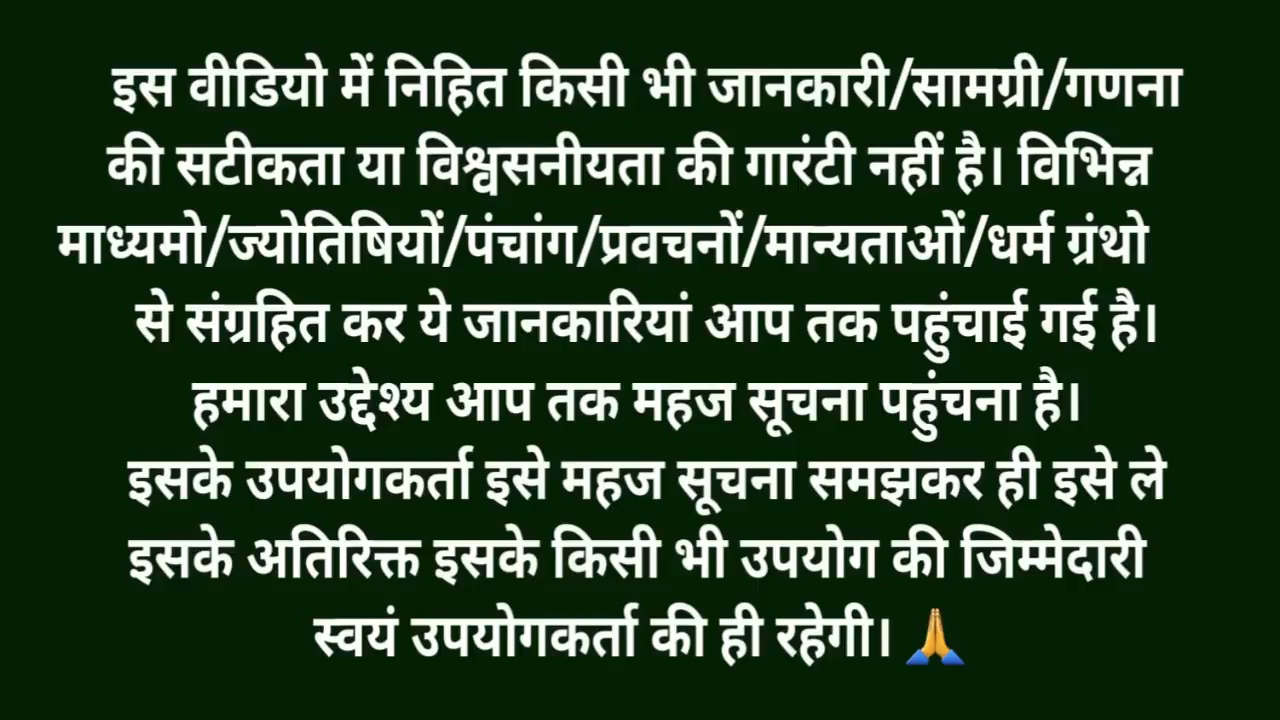 इस वीडियो में निहित किसी भी जानकारी/सामग्री/गणना
की सटीकता या विश्वसनीयता की गारंटी नहीं है। विभिन्न
माध्यमो/ज्योतिषियों/पंचांग/प्रवचनों/मान्यताओं/धर्म ग्रंथो
से संग्रहित कर ये जानकारियां आप तक पहुंचाई गई है।
हमारा उद्देश्य आप तक महज सूचना पहुंचना है।
इसके उपयोगकर्ता इसे महज सूचना समझकर ही इसे ले
इसके अतिरिक्त इसके किसी भी उपयोग की जिम्मेदारी
स्वयं उपयोगकर्ता की ही रहेगी। 🙏